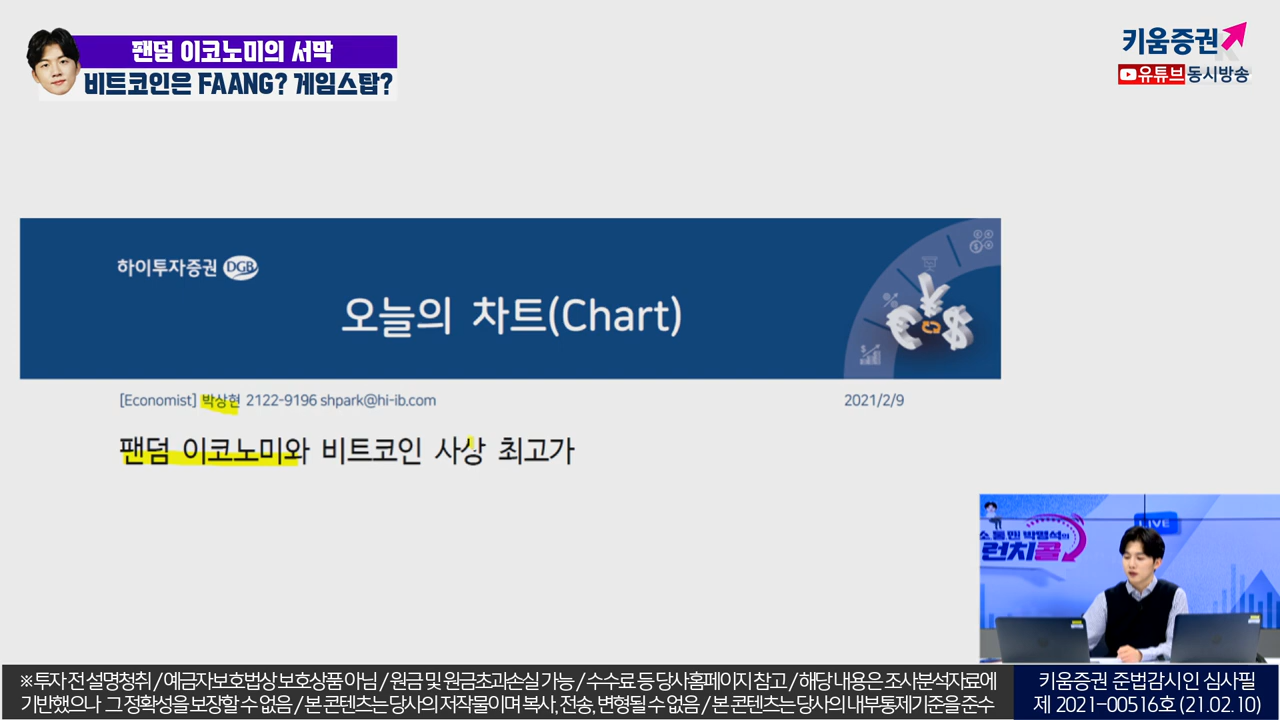 팬덤 이코노미의 서막
비트코인은 FAANG? 게임스탑?
키움증권
유튜브 동시방송
하이투자증권 DGB
오늘의 차트(Chart)
[Economist] 박상현 2122-9196 shpark@hi-ib.com
2021/2/9
팬덤 이코노미와 비트코인 사상 최고가
LIVE
런치콜
※ 투자 전 설명청취 / 예금자보호법상 보호상품 아님 / 원금 및 원금초과손실 가능 / 수수료 등 당사홈페이지 참고 / 해당 내용은 조사분석자료에
기반했으나 그 정확성을 보장할 수 없음 / 본 콘텐츠는 당사의 저작물이며 복사, 전송, 변형될 수 없음 / 본 콘텐츠는 당사의 내부통제기준을 준수
키움증권 준법감시인 심사필
제 2021-00516호 (21.02.10)